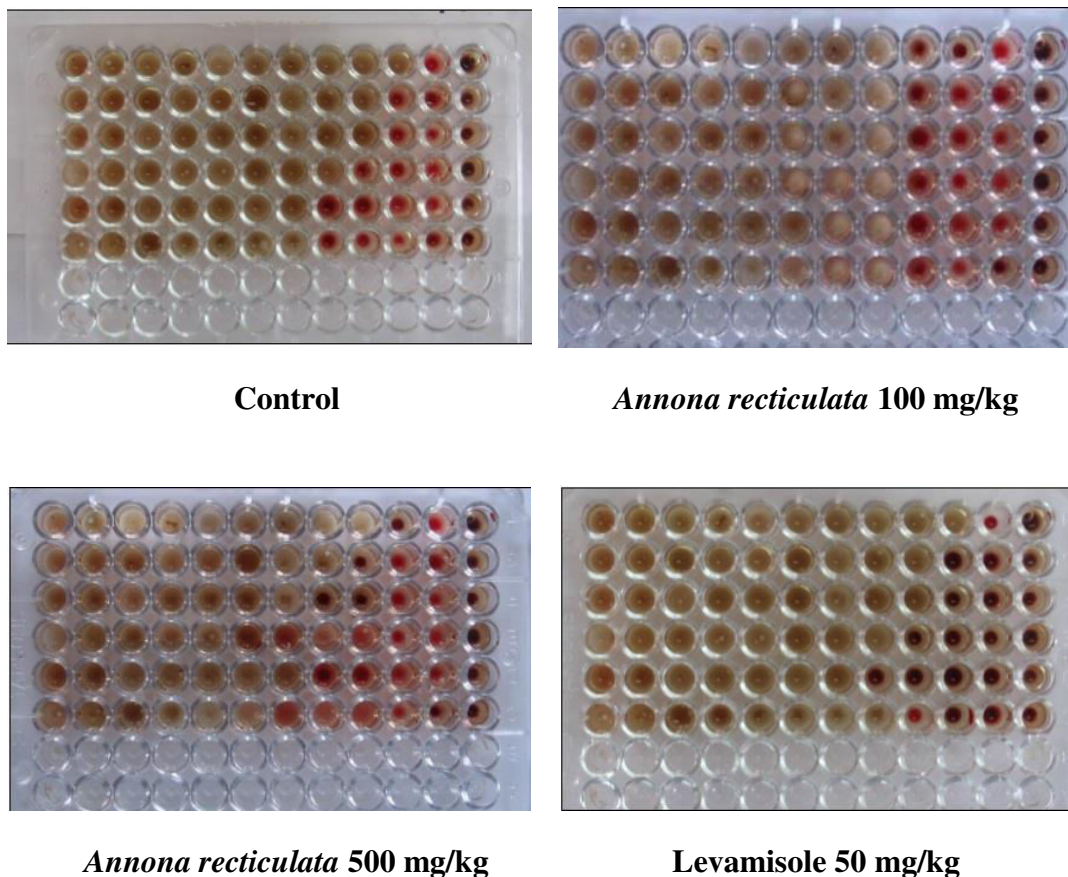 Control
Annona recticulata 100 mg/kg
Annona recticulata 500 mg/kg
Levamisole 50 mg/kg